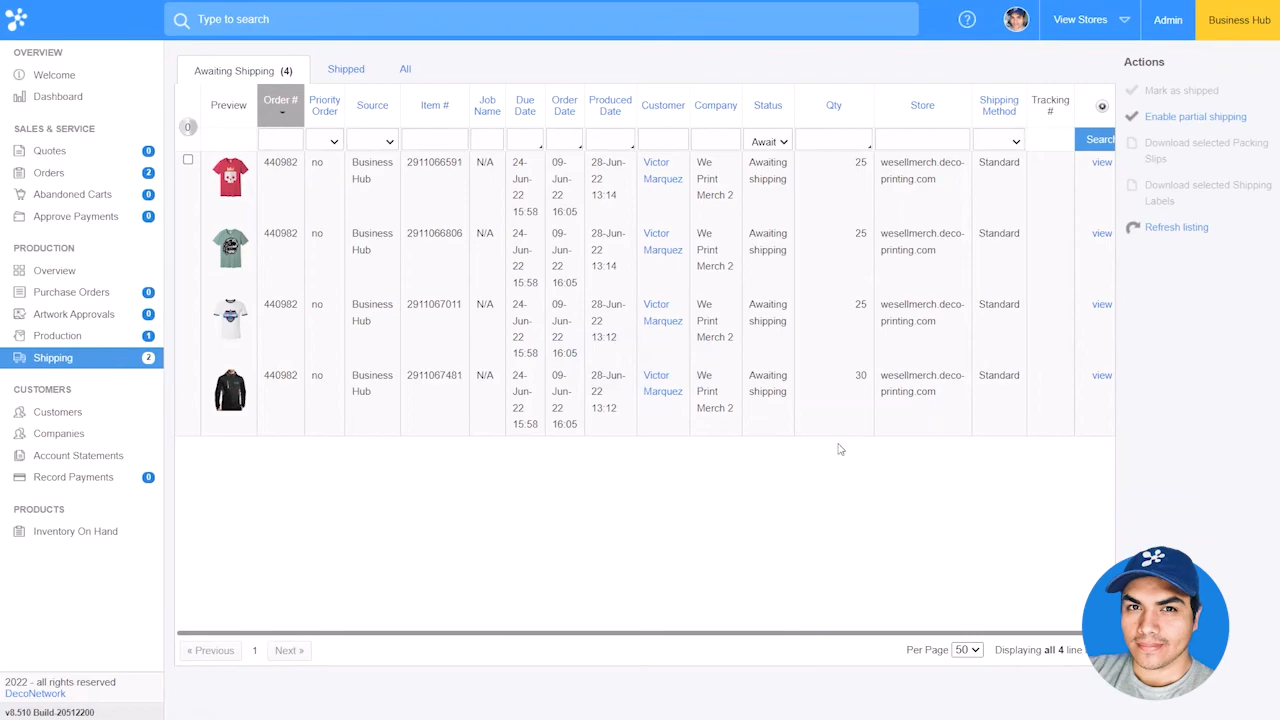 Type to search
?
View Stores
Admin
Business Hub
OVERVIEW
Welcome
Dashboard
SALES & SERVICE
Quotes 0
Orders 2
Abandoned Carts 0
Approve Payments 0
PRODUCTION
Overview
Purchase Orders 0
Artwork Approvals 0
Production 1
Shipping 2
CUSTOMERS
Customers
Companies
Account Statements
Record Payments 0
PRODUCTS
Inventory On Hand
2022 - all rights reserved
DecoNetwork
v8.510 Build-20512200
Awaiting Shipping (4) Shipped All
0
Preview
Order #
Priority
Order
Source
Item #
Job
Name
Due
Date
Order
Date
Produced
Date
Customer
Company
Status
Qty
Store
Shipping
Method
Tracking
#
Await
Search
440982
no
Business
Hub
2911066591
N/A
24-
Jun-
22
15:58
09-
Jun-
22
16:05
28-Jun-
22
13:14
Victor
Marquez
We
Print
Merch 2
Awaiting
shipping
25
wesellmerch.deco-
printing.com
Standard
view
440982
no
Business
Hub
2911066806
N/A
24-
Jun-
22
15:58
09-
Jun-
22
16:05
28-Jun-
22
13:14
Victor
Marquez
We
Print
Merch 2
Awaiting
shipping
25
wesellmerch.deco-
printing.com
Standard
view
440982
no
Business
Hub
2911067011
N/A
24-
Jun-
22
15:58
09-
Jun-
22
16:05
28-Jun-
22
13:12
Victor
Marquez
We
Print
Merch 2
Awaiting
shipping
25
wesellmerch.deco-
printing.com
Standard
view
440982
no
Business
Hub
2911067481
N/A
24-
Jun-
22
15:58
09-
Jun-
22
16:05
28-Jun-
22
13:12
Victor
Marquez
We
Print
Merch 2
Awaiting
shipping
30
wesellmerch.deco-
printing.com
Standard
view
« Previous 1 Next »
Per Page 50 Displaying all 4 line
Actions
Mark as shipped
Enable partial shipping
Download selected Packing
Slips
Download selected Shipping
Labels
Refresh listing